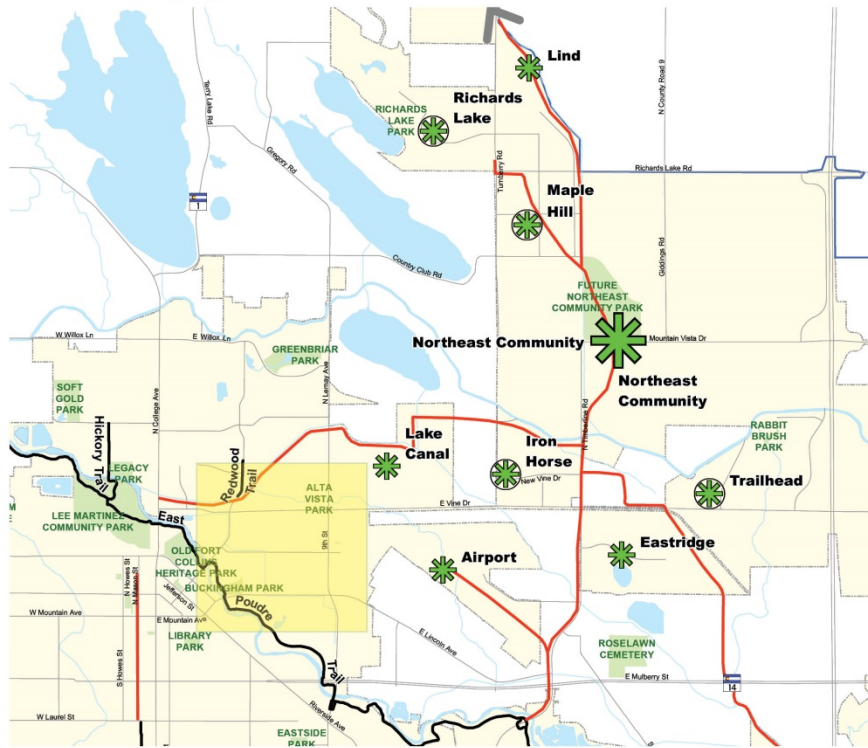 Lind
N County Road 9
Terry Lake Rd
Richards
Lake
RICHARDS
LAKE
PARK
Gregory Rd
Turnberry Rd
Richards Lake Rd
1
Maple
Hill
Giddings Rd
Country Club Rd
FUTURE
NORTHEAST
COMMUNITY PARK
W Willox Ln
E Willox Ln
GREENBRIAR
PARK
Northeast Community
Mountain Vista Dr
Northeast
Community
SOFT
GOLD
PARK
N College Ave
N Lemay Ave
N Timberline Rd
Hickory Trail
Redwood
Trail
Lake
Canal
Iron
Horse
RABBIT
BRUSH
PARK
LEGACY
PARK
New Vine Dr
Trailhead
ALTA
VISTA
PARK
E Vine Dr
LEE MARTINEZ
COMMUNITY PARK
East
9th St
Eastridge
OLD FORT
COLLINS
HERITAGE PARK
Airport
N Howes St
N Mason St
BUCKINGHAM PARK
Jefferson St
Poudre
W Mountain Ave
E Mountain Ave
LIBRARY
PARK
E Lincoln Ave
ROSELAWN
CEMETERY
S Howes St
Trail
E Mulberry St
14
Riverside Ave
W Laurel St
EASTSIDE
PARK